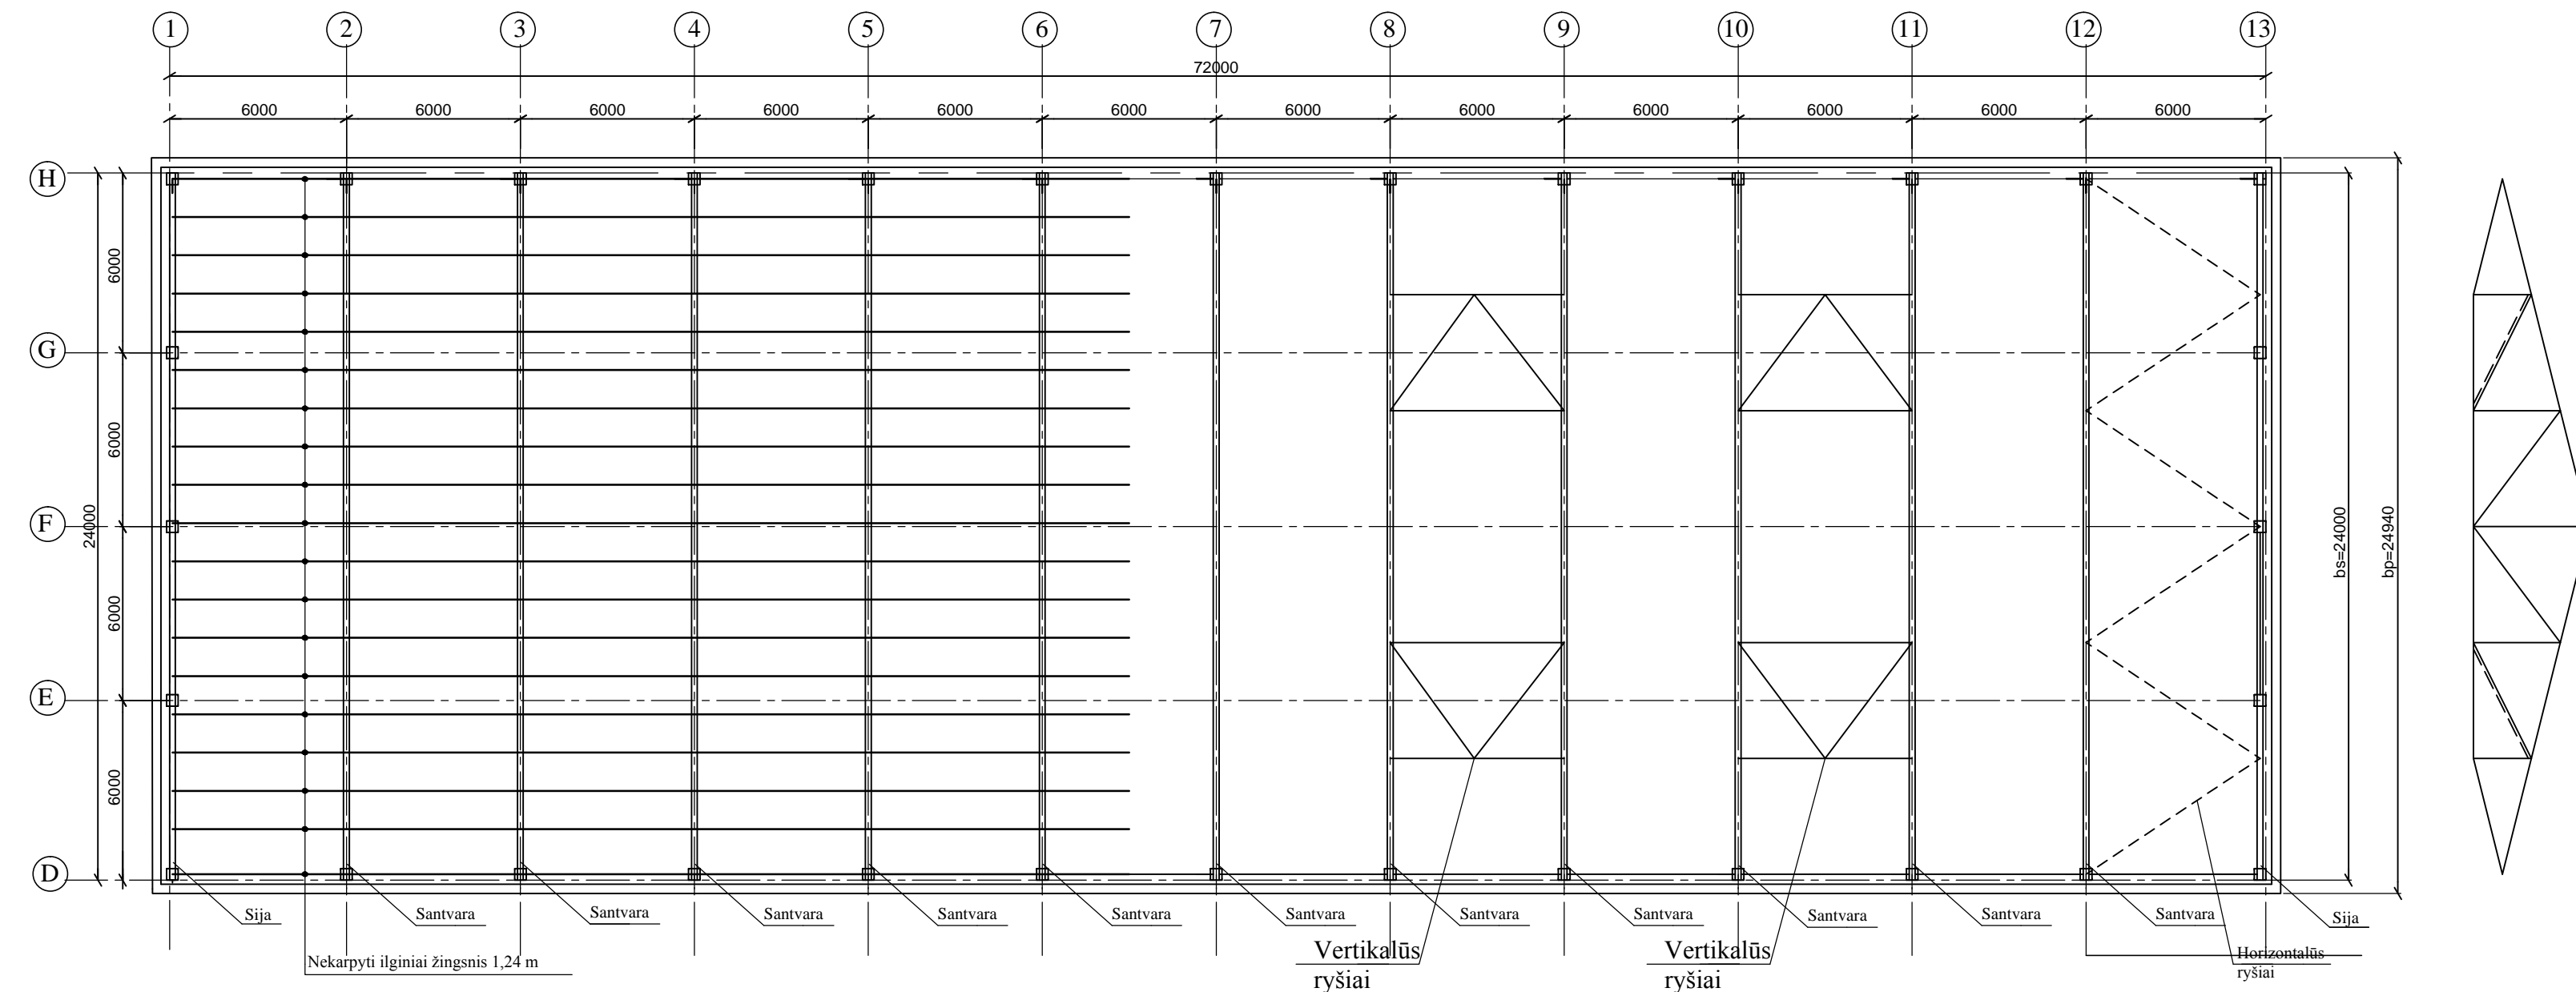 1 2 3 4 5 6 7 8 9 10 11 12 13
72000
6000 6000 6000 6000 6000 6000 6000 6000 6000 6000 6000 6000
H
6000
G
6000
F
24000
bs=24000
bp=24940
6000
E
6000
D
Sija Santvara Santvara Santvara Santvara Santvara Santvara Santvara Santvara Santvara Santvara Santvara Sija
Nekarpyti ilginiai žingsnis 1,24 m
Vertikalūs
ryšiai
Vertikalūs
ryšiai
Horizontalūs
ryšiai